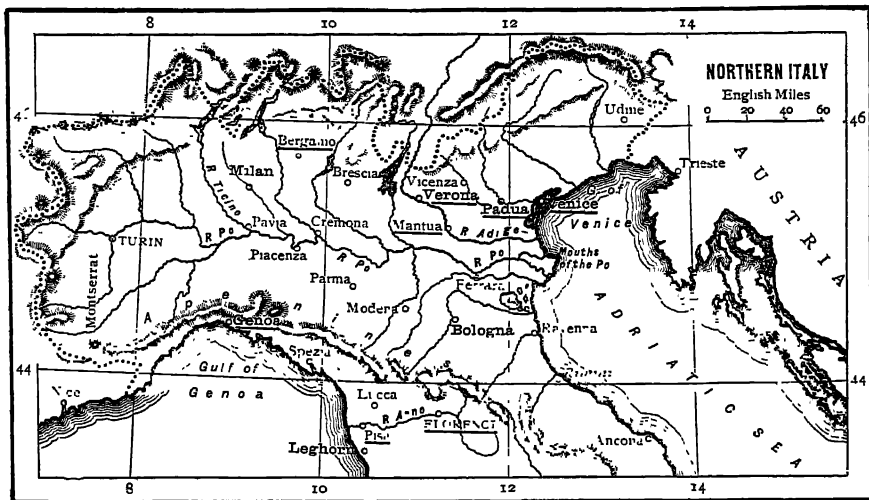 8
10
12
14
NORTHERN ITALY
English Miles
0 20 40 60
46
Udine
Trieste
Bergamo
Milan
Brescia
Vicenza
Verona
Padua
Venice
G. of
Venice
R Ticino
Pavia
Cremona
Mantua
R Adige
TURIN
R Po
Piacenza
R Po
R Po
Mouths
of the Po
AUSTRIA
Montserrat
Parma
Modena
Ferrara
Apennines
Genoa
Bologna
Ravenna
ADRIATIC SEA
Spezia
44
Gulf of
Genoa
44
Lucca
R Arno
Pisa
FLORENCE
Leghorn
Ancona
8
10
12
14